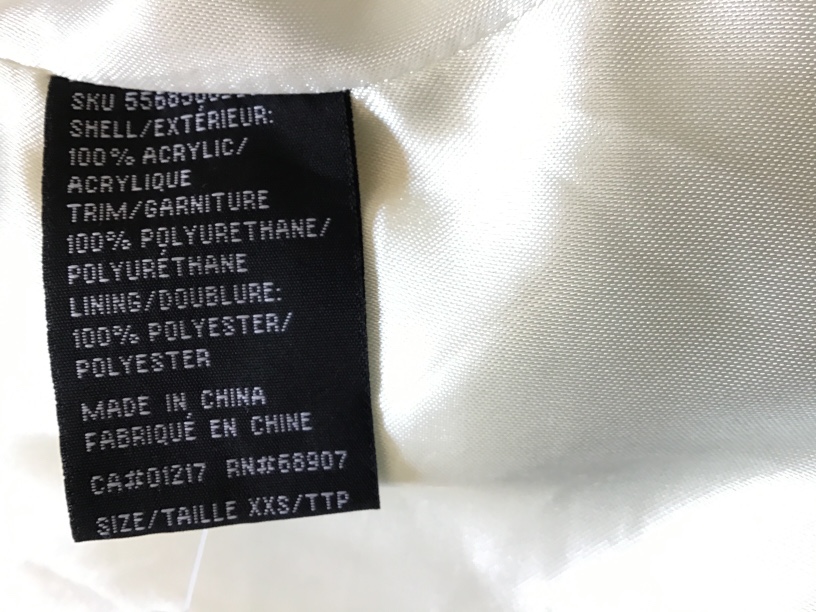 SKU
SHELL/EXTÉRIEUR:
100% ACRYLIC/
ACRYLIQUE
TRIM/GARNITURE
100% POLYURETHANE/
POLYURÉTHANE
LINING/DOUBLURE:
100% POLYESTER/
POLYESTER
MADE IN CHINA
FABRIQUÉ EN CHINE
CA#01217 RN#68907
SIZE/TAILLE XXS/TTP